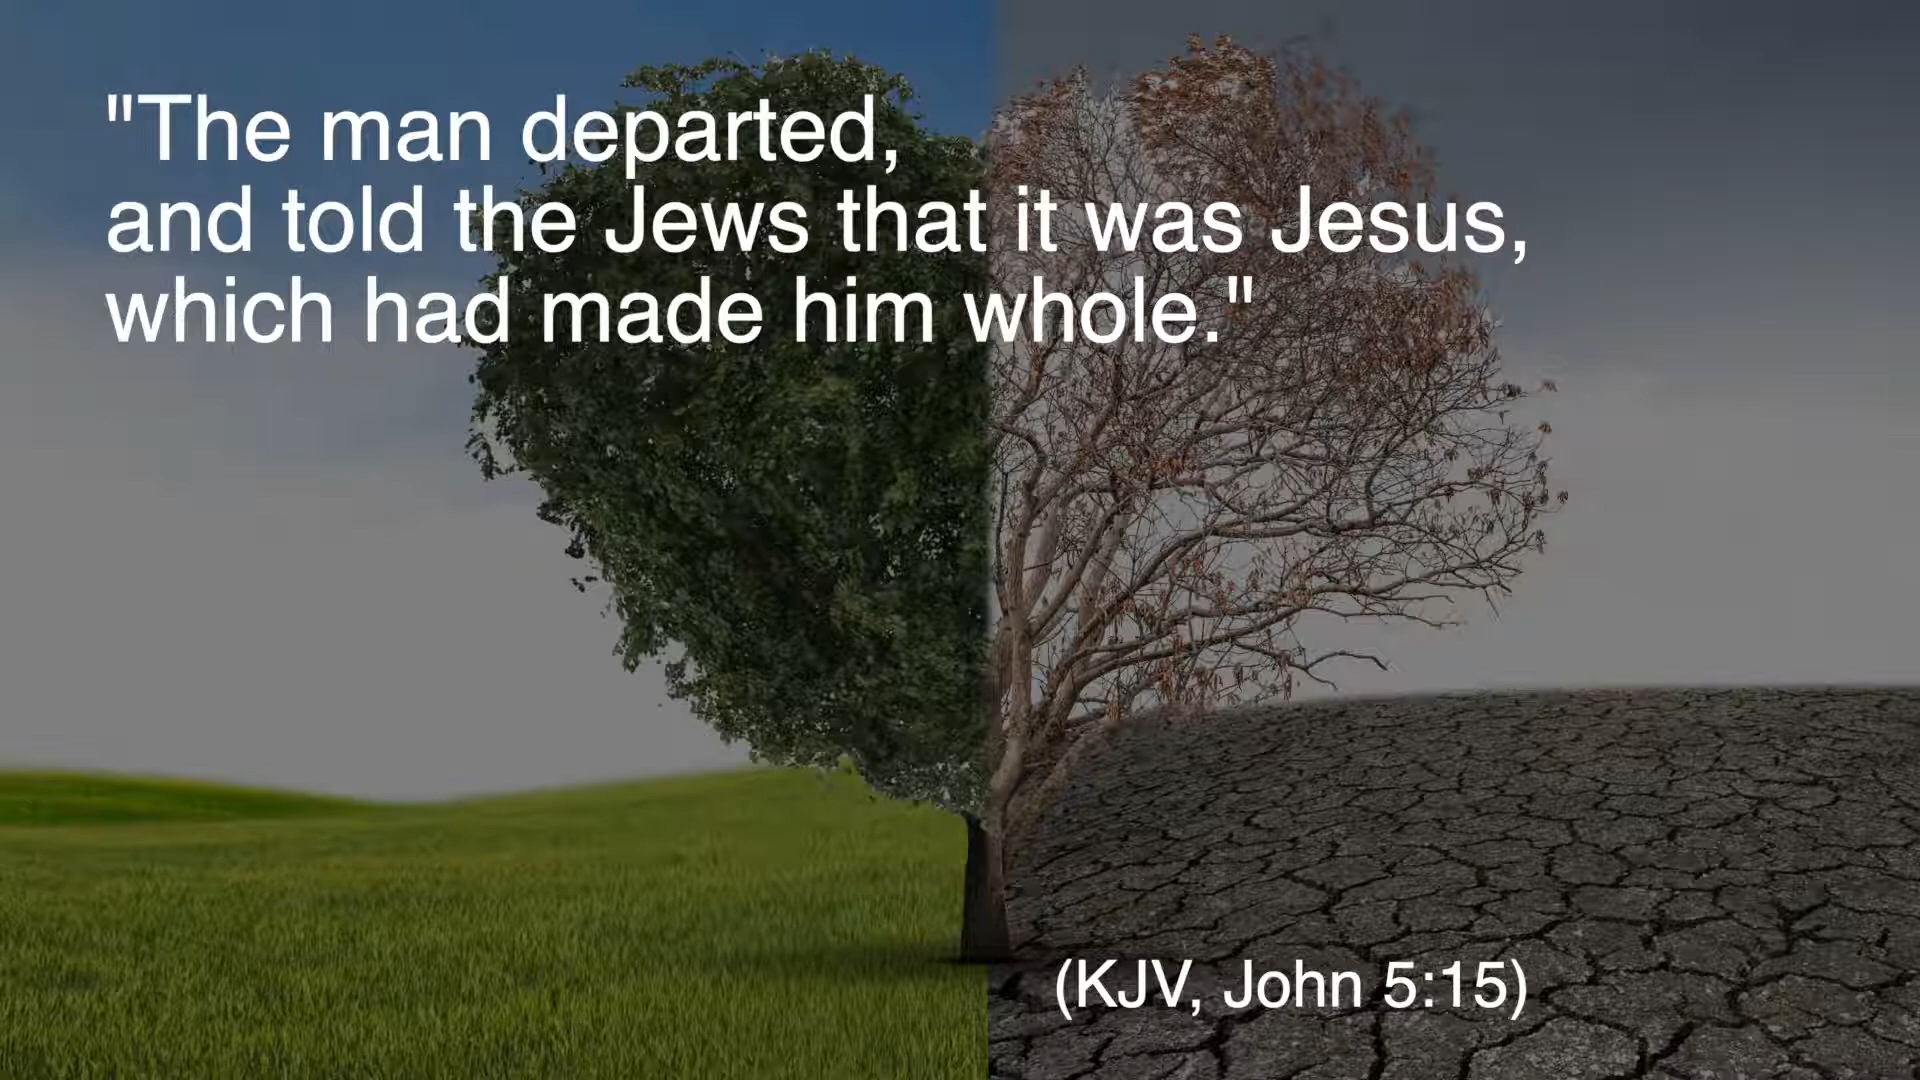 "The man departed,
and told the Jews that it was Jesus,
which had made him whole."
(KJV, John 5:15)